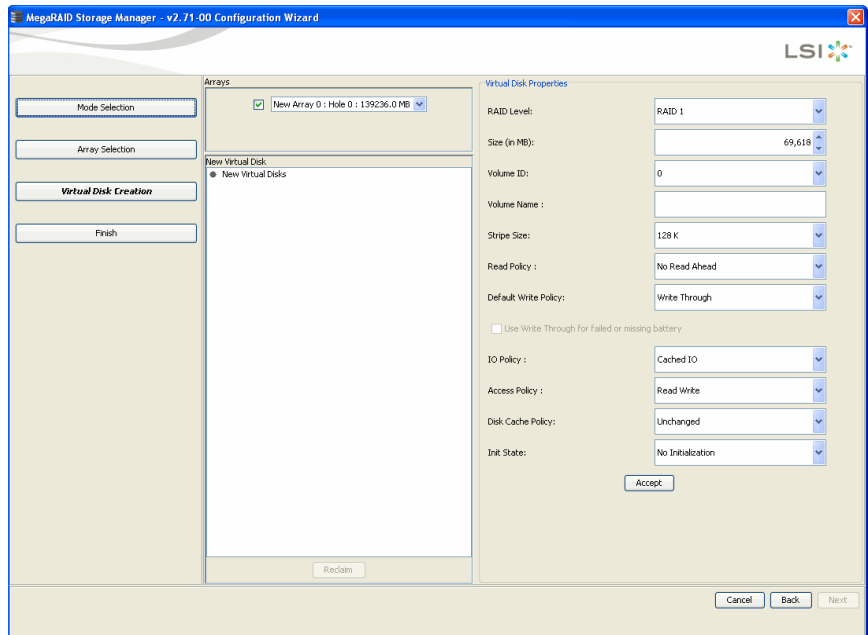 MegaRAID Storage Manager - v2.71-00 Configuration Wizard
LSI
Mode Selection
Array Selection
Virtual Disk Creation
Finish
Arrays
New Array 0 : Hole 0 : 139236.0 MB
New Virtual Disk
New Virtual Disks
Reclaim
Virtual Disk Properties
RAID Level: RAID 1
Size (in MB): 69,618
Volume ID: 0
Volume Name :
Stripe Size: 128 K
Read Policy : No Read Ahead
Default Write Policy: Write Through
Use Write Through for failed or missing battery
IO Policy : Cached IO
Access Policy : Read Write
Disk Cache Policy: Unchanged
Init State: No Initialization
Accept
Cancel Back Next